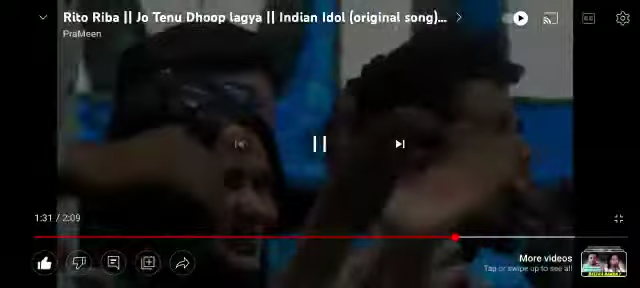 Rito Riba || Jo Tenu Dhoop lagya || Indian Idol (original song)...
PraMeen
1:31 / 2:09
More videos
Tap or swipe up to see all